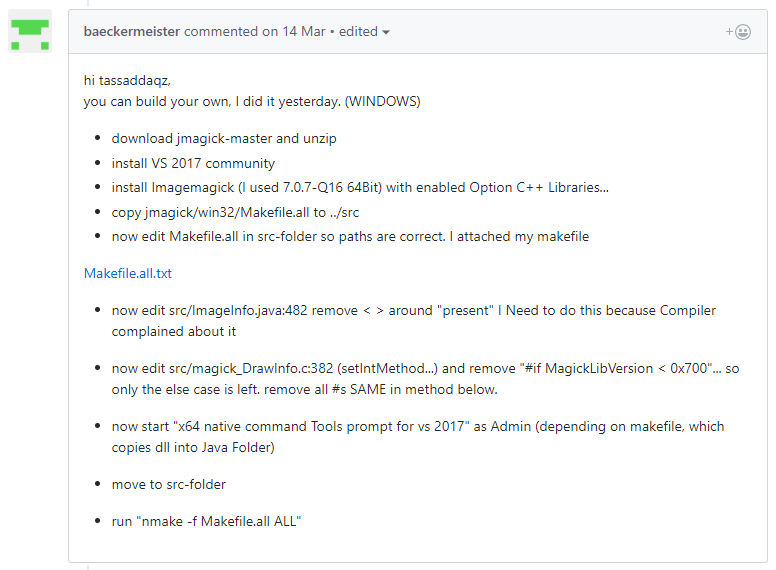 baeckermeister commented on 14 Mar • edited
hi tassaddaqz,
you can build your own, I did it yesterday. (WINDOWS)
• download jmagick-master and unzip
• install VS 2017 community
• install Imagemagick (I used 7.0.7-Q16 64Bit) with enabled Option C++ Libraries...
• copy jmagick/win32/Makefile.all to ../src
• now edit Makefile.all in src-folder so paths are correct. I attached my makefile
Makefile.all.txt
• now edit src/ImageInfo.java:482 remove < > around "present" I Need to do this because Compiler
complained about it
• now edit src/magick_DrawInfo.c:382 (setIntMethod...) and remove "#if MagickLibVersion < 0x700"... so
only the else case is left. remove all #s SAME in method below.
• now start "x64 native command Tools prompt for vs 2017" as Admin (depending on makefile, which
copies dll into Java Folder)
• move to src-folder
• run "nmake -f Makefile.all ALL"